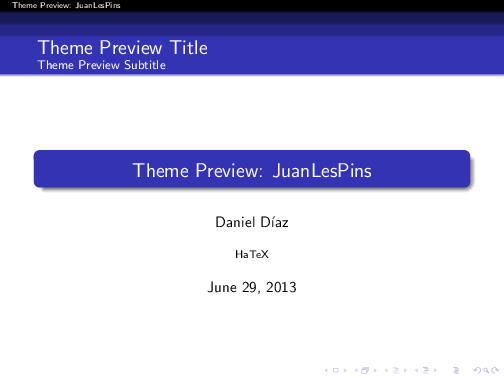 Theme Preview: JuanLesPins
Theme Preview Title
Theme Preview Subtitle
Theme Preview: JuanLesPins
Daniel Díaz
HaTeX
June 29, 2013